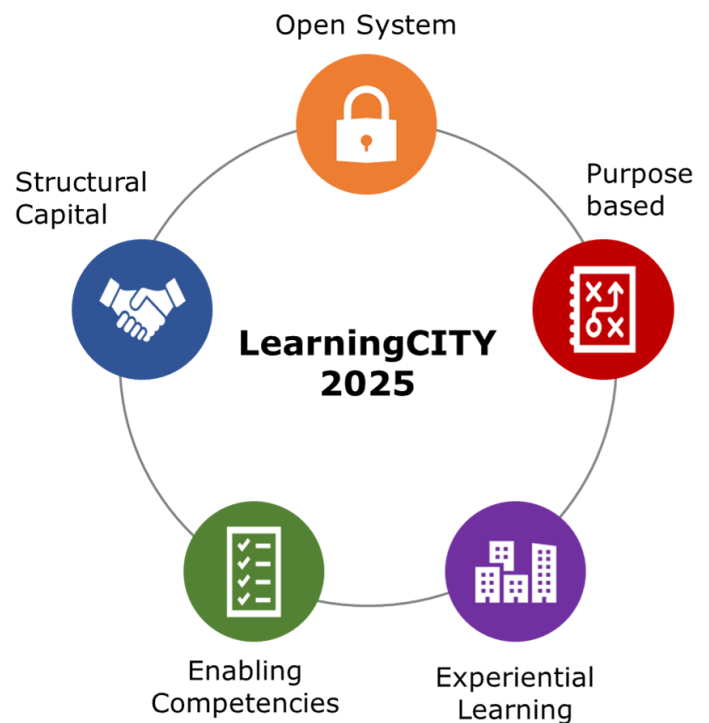 Open System
Purpose
based
Structural
Capital
LearningCITY
2025
Enabling
Competencies
Experiential
Learning